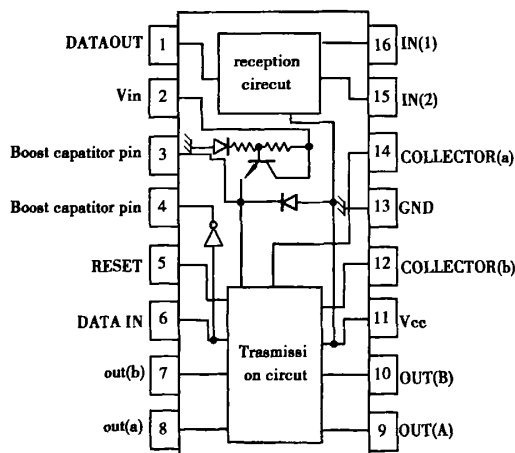 DATAOUT 1
16 IN(1)
reception
cirecut
Vin 2
15 IN(2)
Boost capatitor pin 3
14 COLLECTOR(a)
Boost capatitor pin 4
13 GND
RESET 5
12 COLLECTOR(b)
DATA IN 6
11 Vcc
Trasmissi
on circut
out(b) 7
10 OUT(B)
out(a) 8
9 OUT(A)